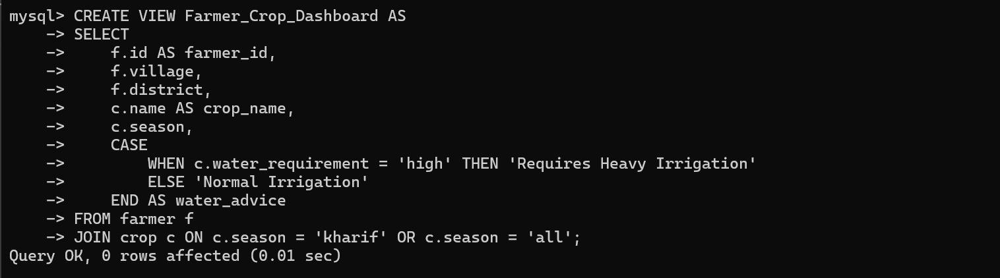 mysql> CREATE VIEW Farmer_Crop_Dashboard AS
    -> SELECT
    ->     f.id AS farmer_id,
    ->     f.village,
    ->     f.district,
    ->     c.name AS crop_name,
    ->     c.season,
    ->     CASE
    ->         WHEN c.water_requirement = 'high' THEN 'Requires Heavy Irrigation'
    ->         ELSE 'Normal Irrigation'
    ->     END AS water_advice
    -> FROM farmer f
    -> JOIN crop c ON c.season = 'kharif' OR c.season = 'all';
Query OK, 0 rows affected (0.01 sec)